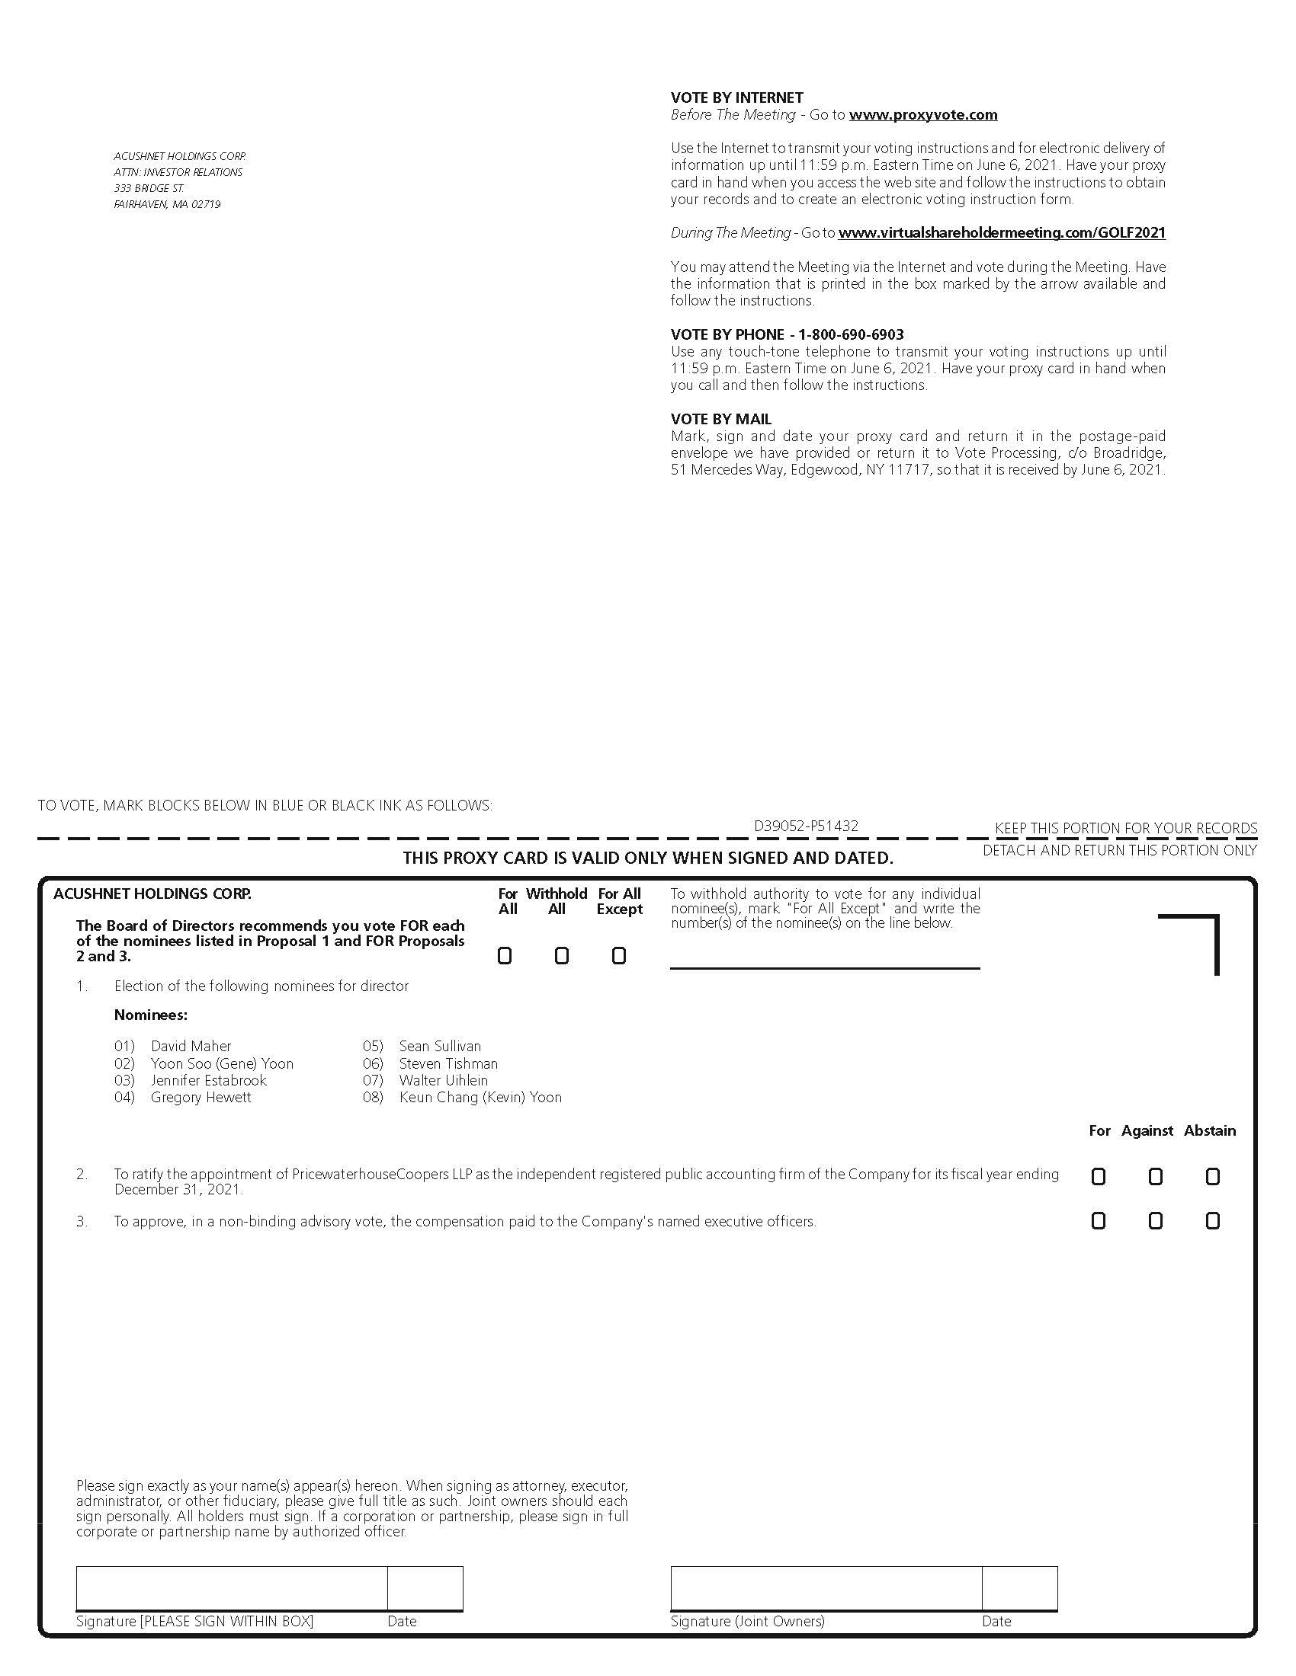 VOTE BY INTERNET
Before The Meeting - Go to www.proxyvote.com
Use the Internet to transmit your voting instructions and for electronic delivery of
information up until 11:59 p.m. Eastern Time on June 6, 2021. Have your proxy
card in hand when you access the web site and follow the instructions to obtain
your records and to create an electronic voting instruction form.
During The Meeting - Go to www.virtualshareholdermeeting.com/GOLF2021
You may attend the Meeting via the Internet and vote during the Meeting. Have
the information that is printed in the box marked by the arrow available and
follow the instructions.
VOTE BY PHONE - 1-800-690-6903
Use any touch-tone telephone to transmit your voting instructions up until
11:59 p.m. Eastern Time on June 6, 2021. Have your proxy card in hand when
you call and then follow the instructions.
VOTE BY MAIL
Mark, sign and date your proxy card and return it in the postage-paid
envelope we have provided or return it to Vote Processing, c/o Broadridge,
51 Mercedes Way, Edgewood, NY 11717, so that it is received by June 6, 2021.
ACUSHNET HOLDINGS CORP.
ATTN: INVESTOR RELATIONS
333 BRIDGE ST.
FAIRHAVEN, MA 02719
TO VOTE, MARK BLOCKS BELOW IN BLUE OR BLACK INK AS FOLLOWS:
D39052-P51432
KEEP THIS PORTION FOR YOUR RECORDS
DETACH AND RETURN THIS PORTION ONLY
THIS PROXY CARD IS VALID ONLY WHEN SIGNED AND DATED.
ACUSHNET HOLDINGS CORP.
The Board of Directors recommends you vote FOR each
of the nominees listed in Proposal 1 and FOR Proposals
2 and 3.
For Withhold For All
All All Except
To withhold authority to vote for any individual
nominee(s), mark "For All Except" and write the
number(s) of the nominee(s) on the line below.
1. Election of the following nominees for director
Nominees:
01) David Maher
02) Yoon Soo (Gene) Yoon
03) Jennifer Estabrook
04) Gregory Hewett
05) Sean Sullivan
06) Steven Tishman
07) Walter Uihlein
08) Keun Chang (Kevin) Yoon
For Against Abstain
2. To ratify the appointment of PricewaterhouseCoopers LLP as the independent registered public accounting firm of the Company for its fiscal year ending
December 31, 2021.
3. To approve, in a non-binding advisory vote, the compensation paid to the Company's named executive officers.
Please sign exactly as your name(s) appear(s) hereon. When signing as attorney, executor,
administrator, or other fiduciary, please give full title as such. Joint owners should each
sign personally. All holders must sign. If a corporation or partnership, please sign in full
corporate or partnership name by authorized officer.
Signature [PLEASE SIGN WITHIN BOX] Date
Signature (Joint Owners) Date